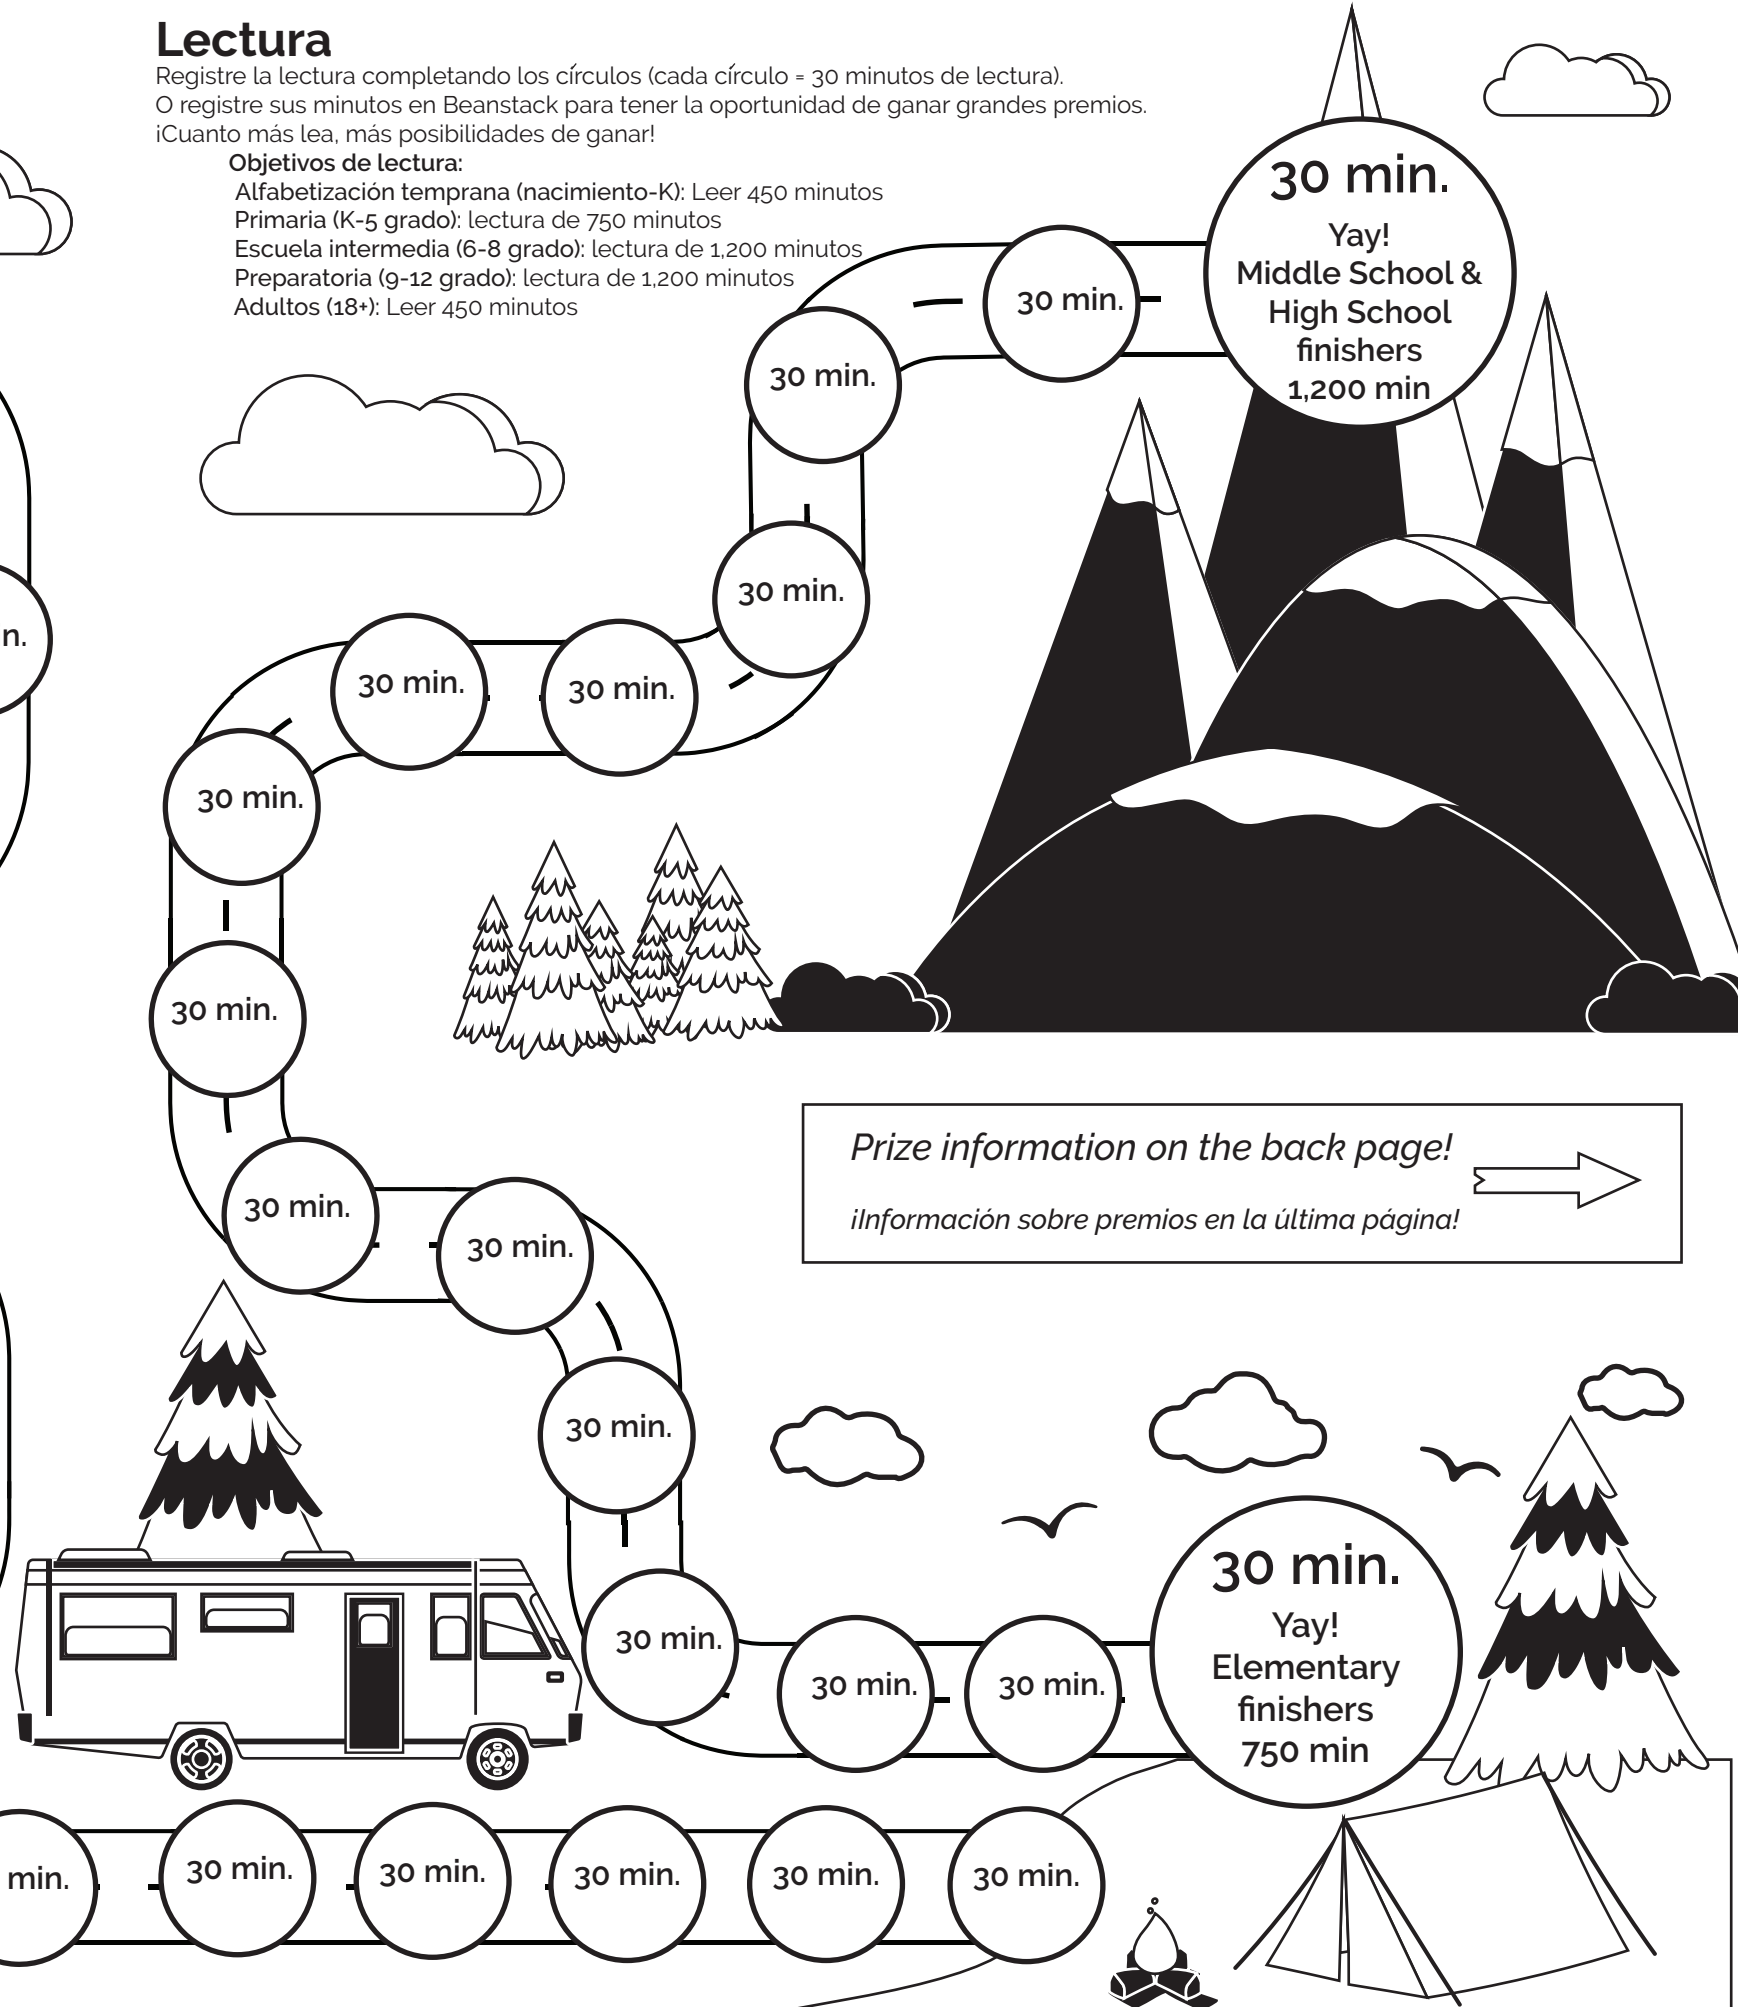 Lectura
Registre la lectura completando los círculos (cada círculo = 30 minutos de lectura).
O registre sus minutos en Beanstack para tener la oportunidad de ganar grandes premios.
¡Cuanto más lea, más posibilidades de ganar!
Objetivos de lectura:
Alfabetización temprana (nacimiento-K): Leer 450 minutos
Primaria (K-5 grado): lectura de 750 minutos
Escuela intermedia (6-8 grado): lectura de 1,200 minutos
Preparatoria (9-12 grado): lectura de 1,200 minutos
Adultos (18+): Leer 450 minutos
30 min.
Yay!
Middle School &
High School
finishers
1,200 min
30 min.
30 min.
30 min.
n.
30 min.
30 min.
30 min.
30 min.
30 min.
30 min.
30 min.
30 min.
30 min.
30 min.
Prize information on the back page!
¡Información sobre premios en la última página!
30 min.
Yay!
Elementary
finishers
750 min
min.
30 min.
30 min.
30 min.
30 min.
30 min.